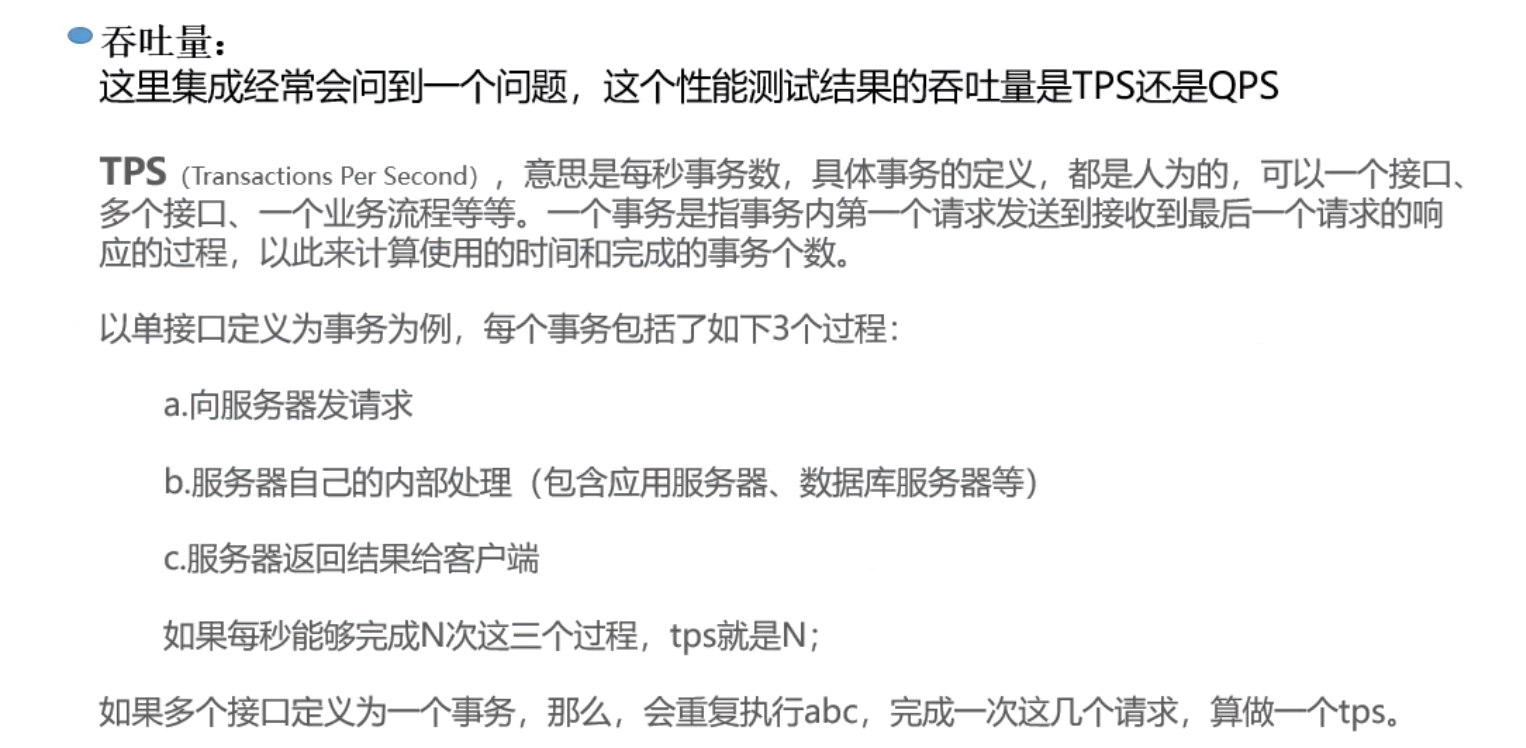 吞吐量：
这里集成经常会问到一个问题，这个性能测试结果的吞吐量是TPS还是QPS
TPS（Transactions Per Second），意思是每秒事务数，具体事务的定义，都是人为的，可以一个接口、
多个接口、一个业务流程等等。一个事务是指事务内第一个请求发送到接收到最后一个请求的响
应的过程，以此来计算使用的时间和完成的事务个数。
以单接口定义为事务为例，每个事务包括了如下3个过程：
a.向服务器发请求
b.服务器自己的内部处理（包含应用服务器、数据库服务器等）
c.服务器返回结果给客户端
如果每秒能够完成N次这三个过程，tps就是N；
如果多个接口定义为一个事务，那么，会重复执行abc，完成一次这几个请求，算做一个tps。